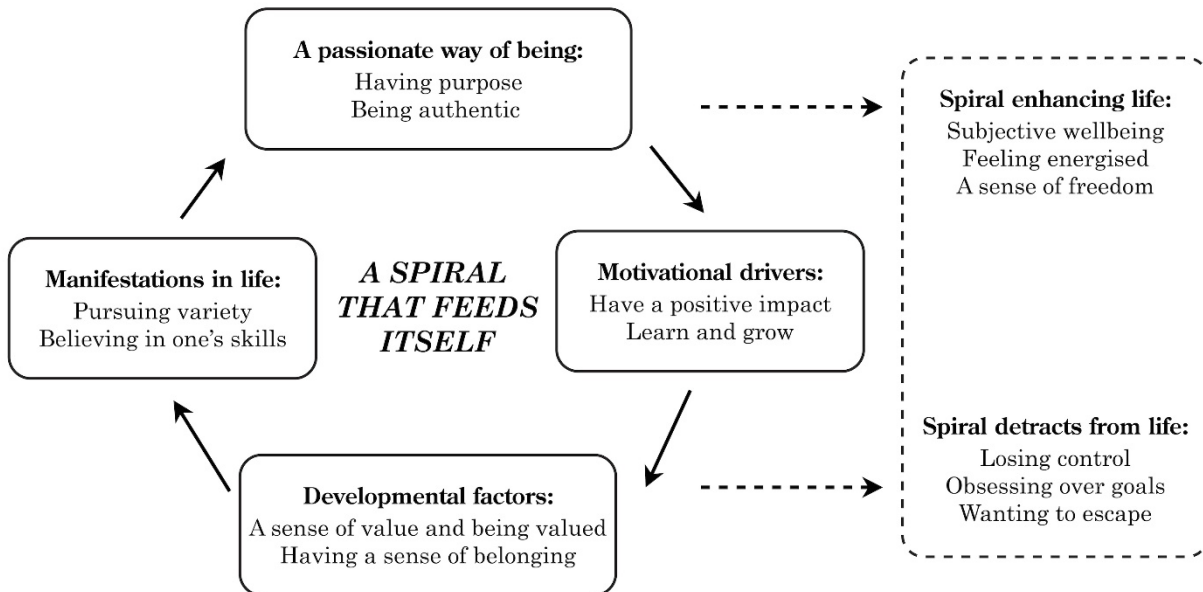 A passionate way of being:
Having purpose
Being authentic
Spiral enhancing life:
Subjective wellbeing
Feeling energised
A sense of freedom
Manifestations in life:
Pursuing variety
Believing in one’s skills
A SPIRAL
THAT FEEDS
ITSELF
Motivational drivers:
Have a positive impact
Learn and grow
Developmental factors:
A sense of value and being valued
Having a sense of belonging
Spiral detracts from life:
Losing control
Obsessing over goals
Wanting to escape